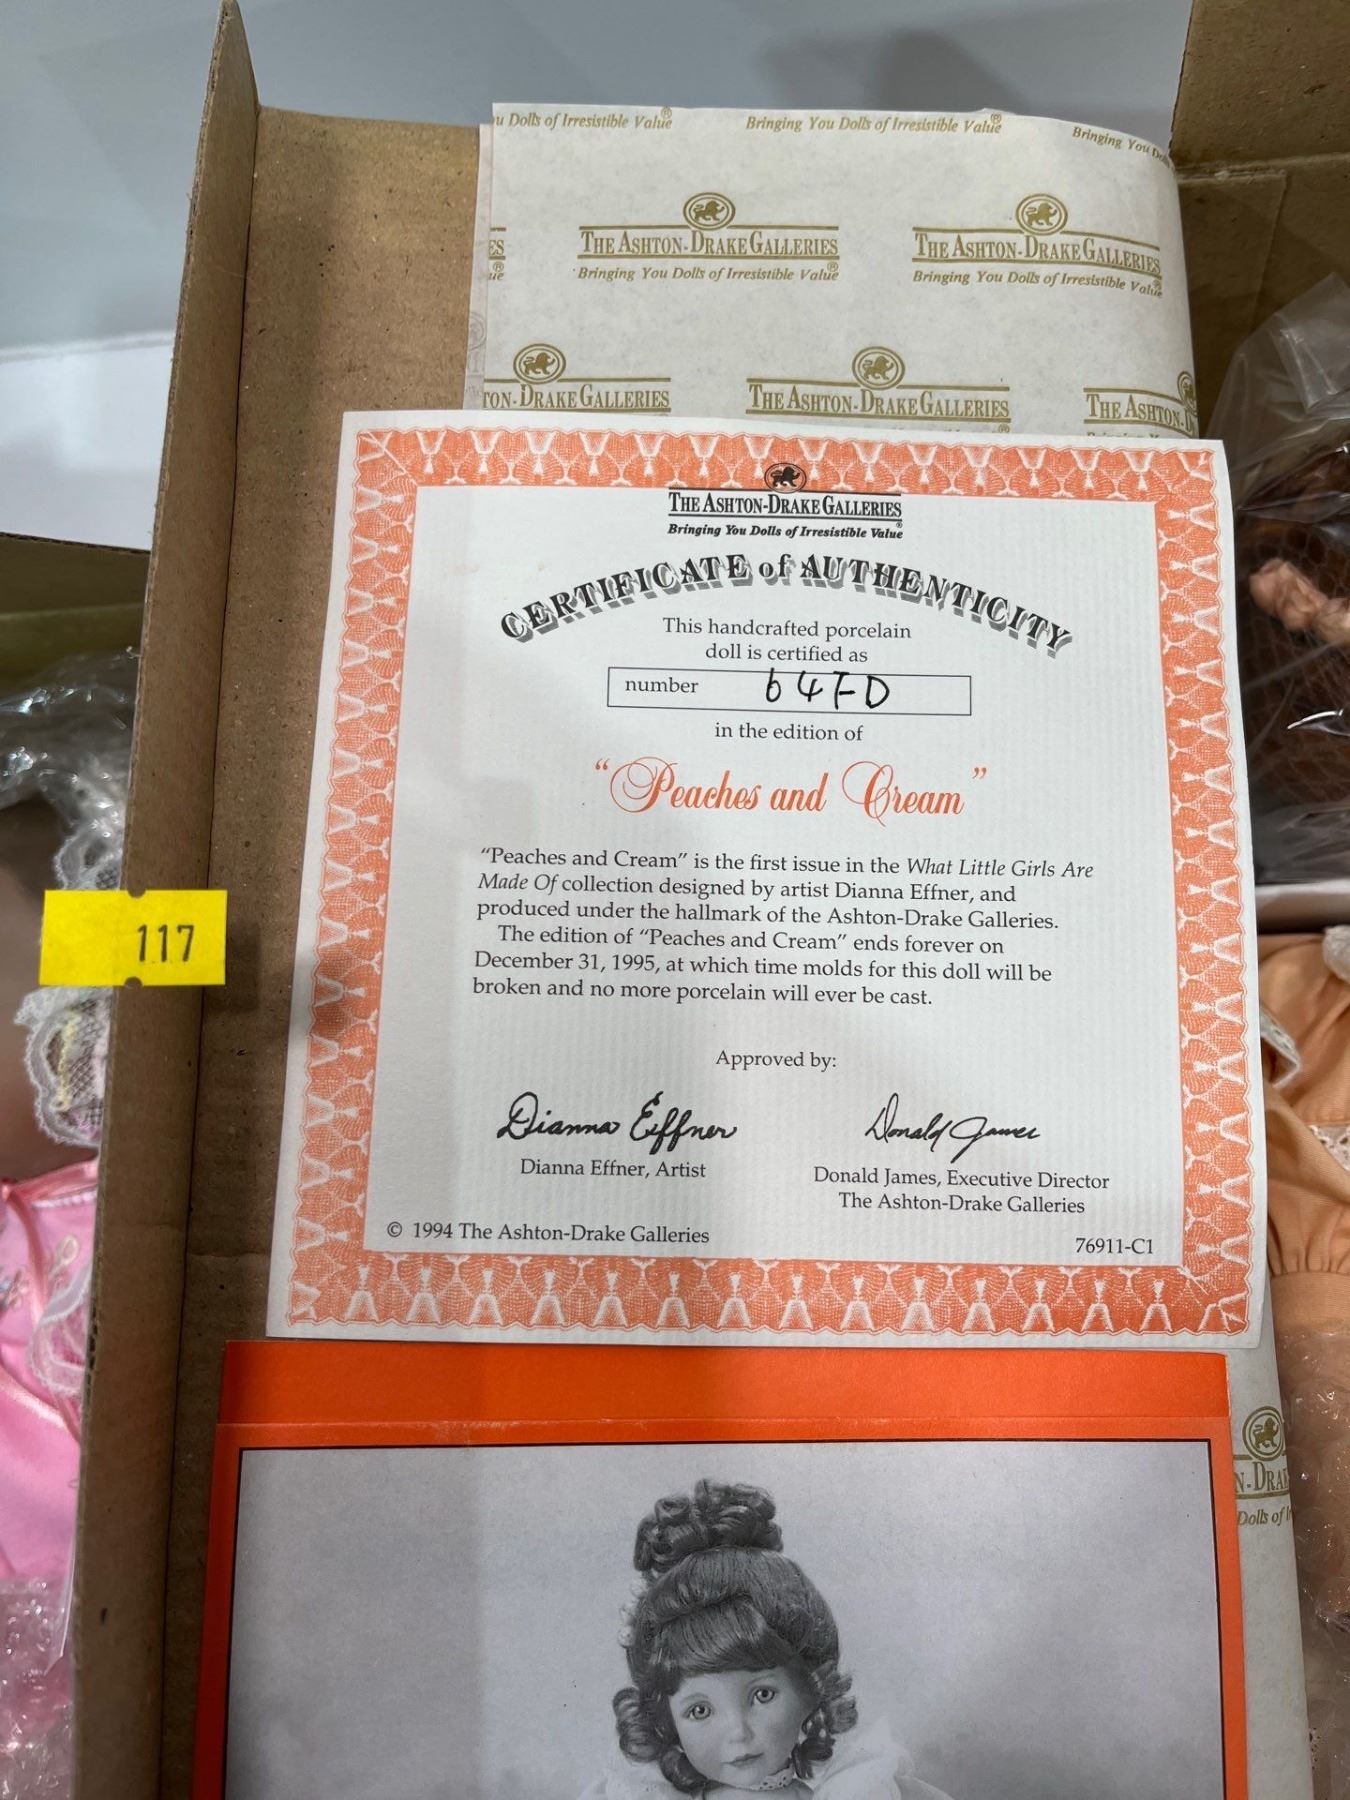 u Dolls of Irresistible Value®
Bringing You Dolls of Irresistible Value®
Bringing You Do
ES
ue®
THE ASHTON-DRAKE GALLERIES
Bringing You Dolls of Irresistible Value®
THE ASHTON-DRAKE GALLERIES
Bringing You Dolls of Irresistible Value®
TON-DRAKE GALLERIES
THE ASHTON-DRAKE GALLERIES
THE ASHTON-D
THE ASHTON-DRAKE GALLERIES
Bringing You Dolls of Irresistible Value®
CERTIFICATE of AUTHENTICITY
This handcrafted porcelain
doll is certified as
number 64FD
in the edition of
“Peaches and Cream”
“Peaches and Cream” is the first issue in the What Little Girls Are
Made Of collection designed by artist Dianna Effner, and
produced under the hallmark of the Ashton-Drake Galleries.
The edition of “Peaches and Cream” ends forever on
December 31, 1995, at which time molds for this doll will be
broken and no more porcelain will ever be cast.
Approved by:
Dianna Effner
Donald James
Dianna Effner, Artist
Donald James, Executive Director
The Ashton-Drake Galleries
© 1994 The Ashton-Drake Galleries
76911-C1
117
N-DRA
Dolls of I